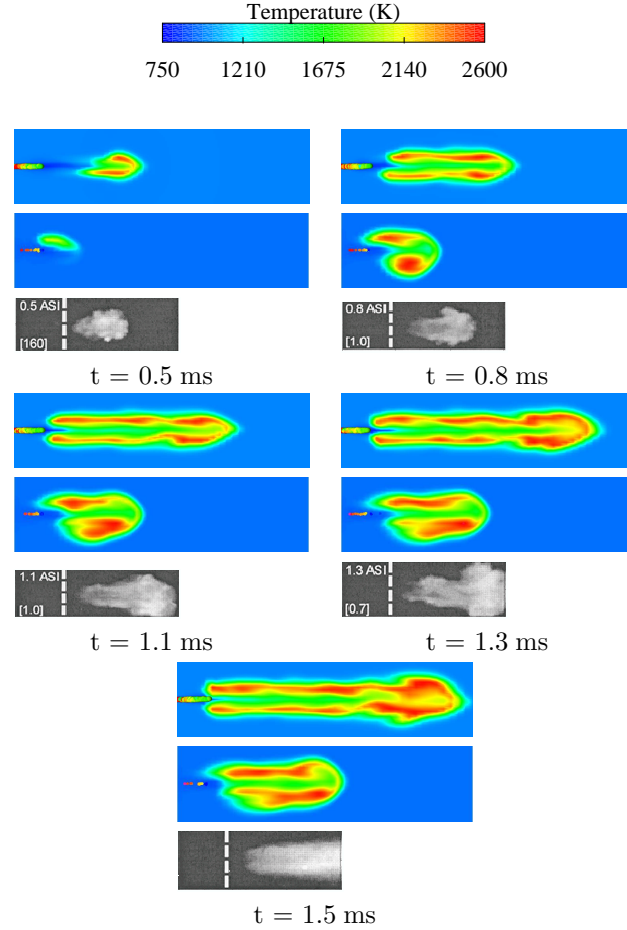 Temperature (K)
750 1210 1675 2140 2600
0.5 ASI
[160]
t = 0.5 ms
0.8 ASI
[1.0]
t = 0.8 ms
1.1 ASI
[1.0]
t = 1.1 ms
1.3 ASI
[0.7]
t = 1.3 ms
t = 1.5 ms